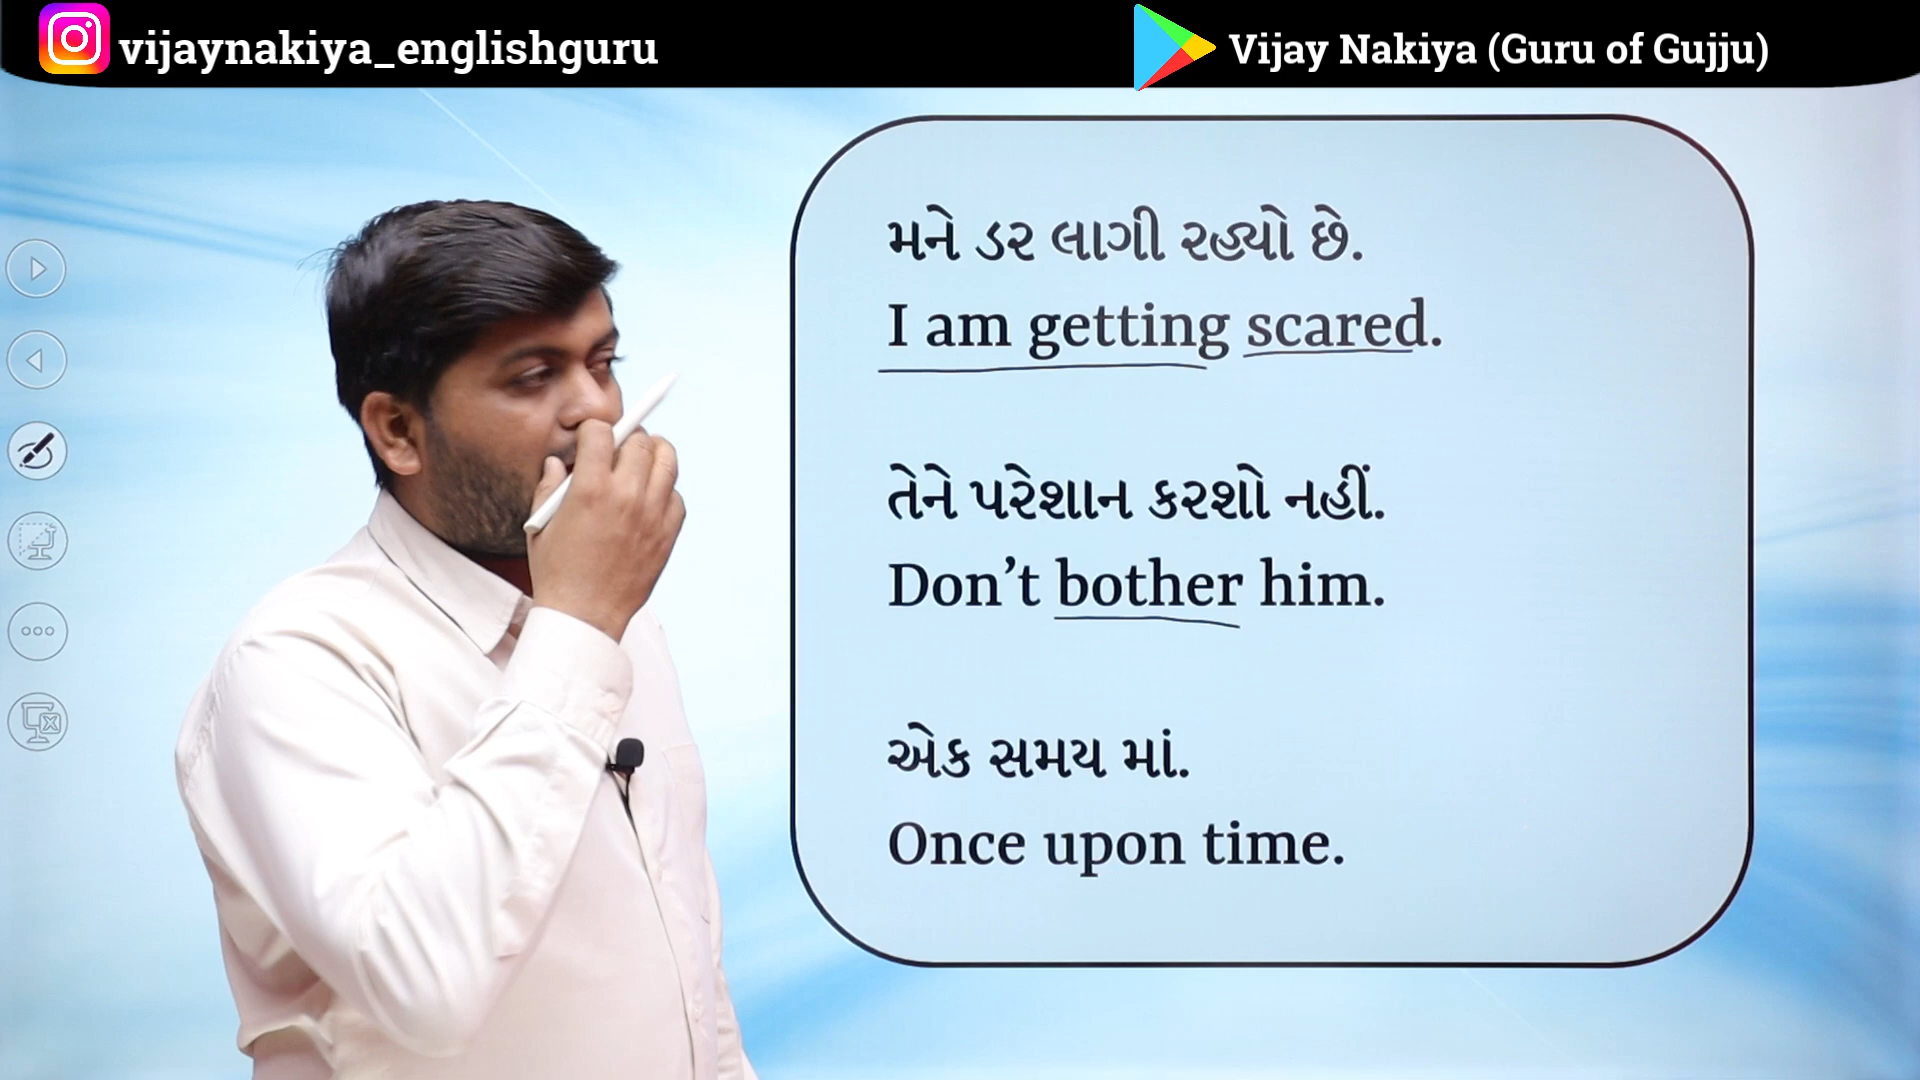 vijaynakiya_englishguru
Vijay Nakiya (Guru of Gujju)
મને ડર લાગી રહ્યો છે.
I am getting scared.
તેને પરેશાન કરશો નહીં.
Don’t bother him.
એક સમય માં.
Once upon time.